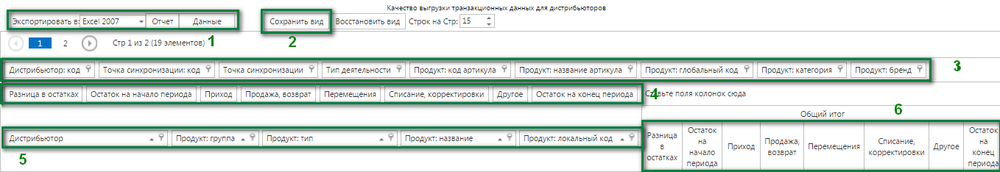 Качество выгрузки транзакционных данных для дистрибьюторов
Экспортировать в: Excel 2007 Отчет Данные Сохранить вид Восстановить вид Строк на Стр: 15
1 2
1 2 Стр 1 из 2 (19 элементов)
Дистрибьютор: код Точка синхронизации: код Точка синхронизации Тип деятельности Продукт: код артикула Продукт: название артикула Продукт: глобальный код Продукт: категория Продукт: бренд 3
Разница в остатках Остаток на начало периода Приход Продажа, возврат Перемещения Списание, корректировки Другое Остаток на конец периода 4 поля колонок сюда
Общий итог 6
Дистрибьютор Продукт: группа Продукт: тип Продукт: название Продукт: локальный код
5
Разница в остатках
Остаток на начало периода
Приход
Продажа, возврат
Перемещения
Списание, корректировки
Другое
Остаток на конец периода